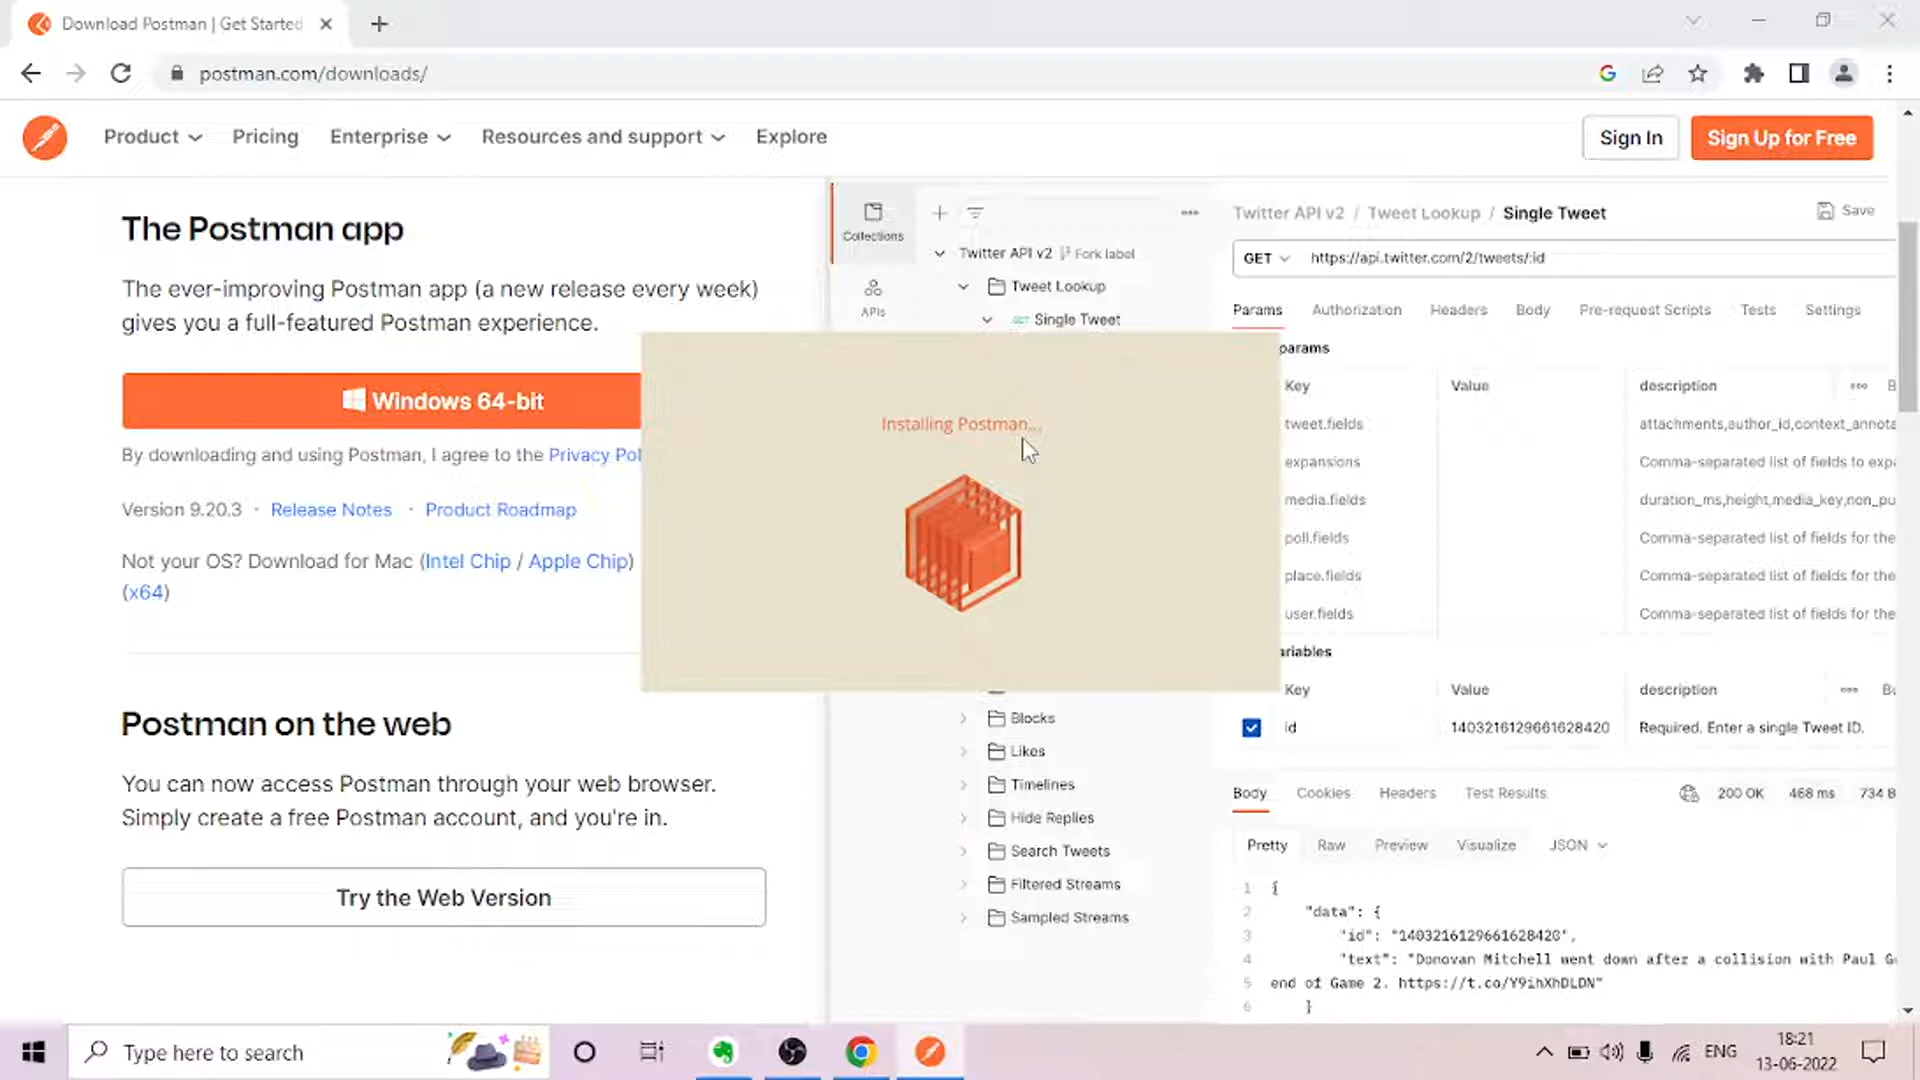 Download Postman | Get Started
postman.com/downloads/
Product
Pricing
Enterprise
Resources and support
Explore
Sign In
Sign Up for Free
The Postman app
The ever-improving Postman app (a new release every week)
gives you a full-featured Postman experience.
Windows 64-bit
By downloading and using Postman, I agree to the Privacy Pol
Version 9.20.3 · Release Notes · Product Roadmap
Not your OS? Download for Mac (Intel Chip / Apple Chip)
(x64)
Postman on the web
You can now access Postman through your web browser.
Simply create a free Postman account, and you're in.
Try the Web Version
Installing Postman...
Collections
APIs
Twitter API v2 Fork label
Tweet Lookup
Single Tweet
Blocks
Likes
Timelines
Hide Replies
Search Tweets
Filtered Streams
Sampled Streams
Twitter API v2 / Tweet Lookup / Single Tweet
Save
GET https://api.twitter.com/2/tweets/:id
Params Authorization Headers Body Pre-request Scripts Tests Settings
params
Key Value description B
tweet.fields attachments,author_id,context_annota
expansions Comma-separated list of fields to expa
media.fields duration_ms,height,media_key,non_pu
poll.fields Comma-separated list of fields for the
place.fields Comma-separated list of fields for the
user.fields Comma-separated list of fields for the
ariables
Key Value description Bu
id 1403216129661628420 Required. Enter a single Tweet ID.
Body Cookies Headers Test Results 200 OK 468 ms 734 B
Pretty Raw Preview Visualize JSON
1 {
2 "data": {
3 "id": "1403216129661628420",
4 "text": "Donovan Mitchell went down after a collision with Paul G
5 end of Game 2. https://t.co/Y9ihXhDLDN"
6 }
Type here to search
ENG
18:21
13-06-2022